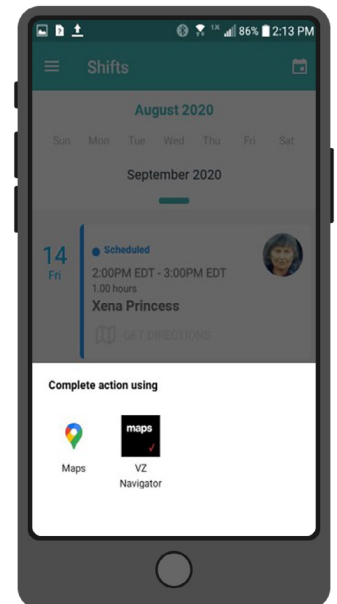 1X 86% 2:13 PM
Shifts
August 2020
Sun Mon Tue Wed Thu Fri Sat
September 2020
14
Fri
Scheduled
2:00PM EDT - 3:00PM EDT
1.00 hours
Xena Princess
GET DIRECTIONS
Complete action using
maps
Maps
VZ
Navigator